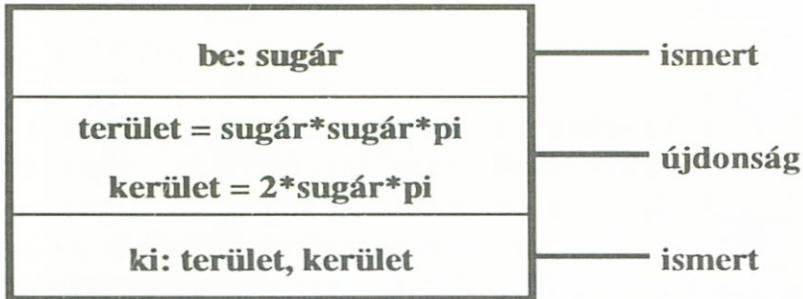 be: sugár
ismert
terület = sugár*sugár*pi
kerület = 2*sugár*pi
újdonság
ki: terület, kerület
ismert